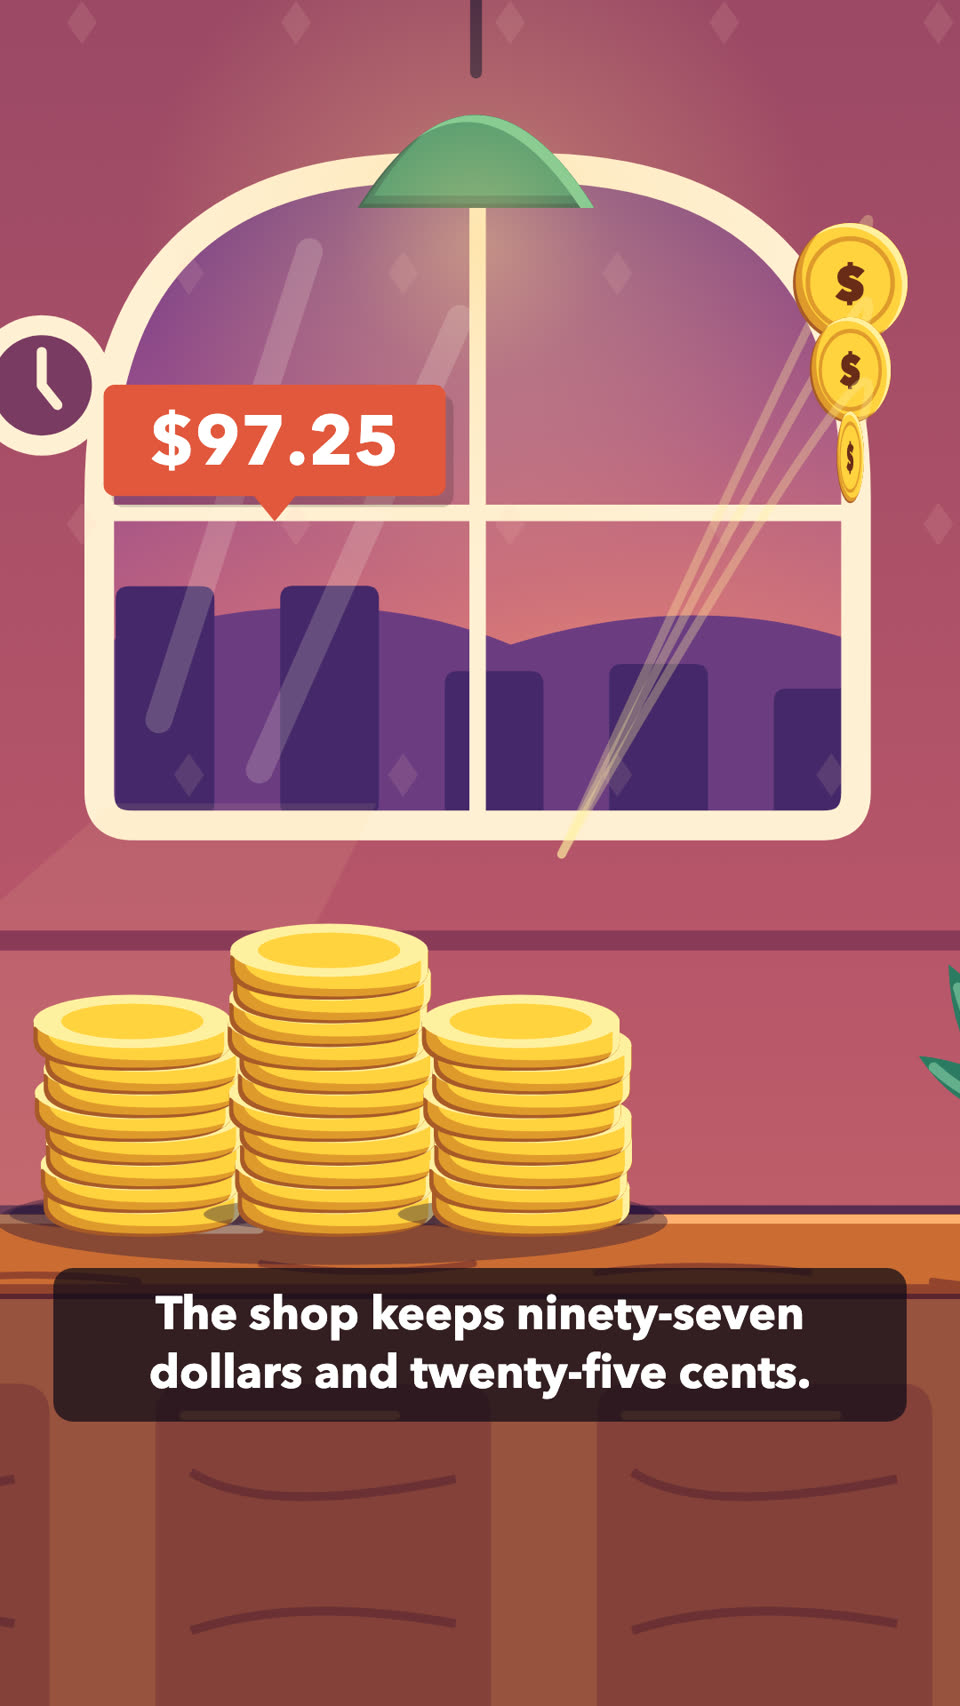 $
$
$
$97.25
The shop keeps ninety-seven
dollars and twenty-five cents.